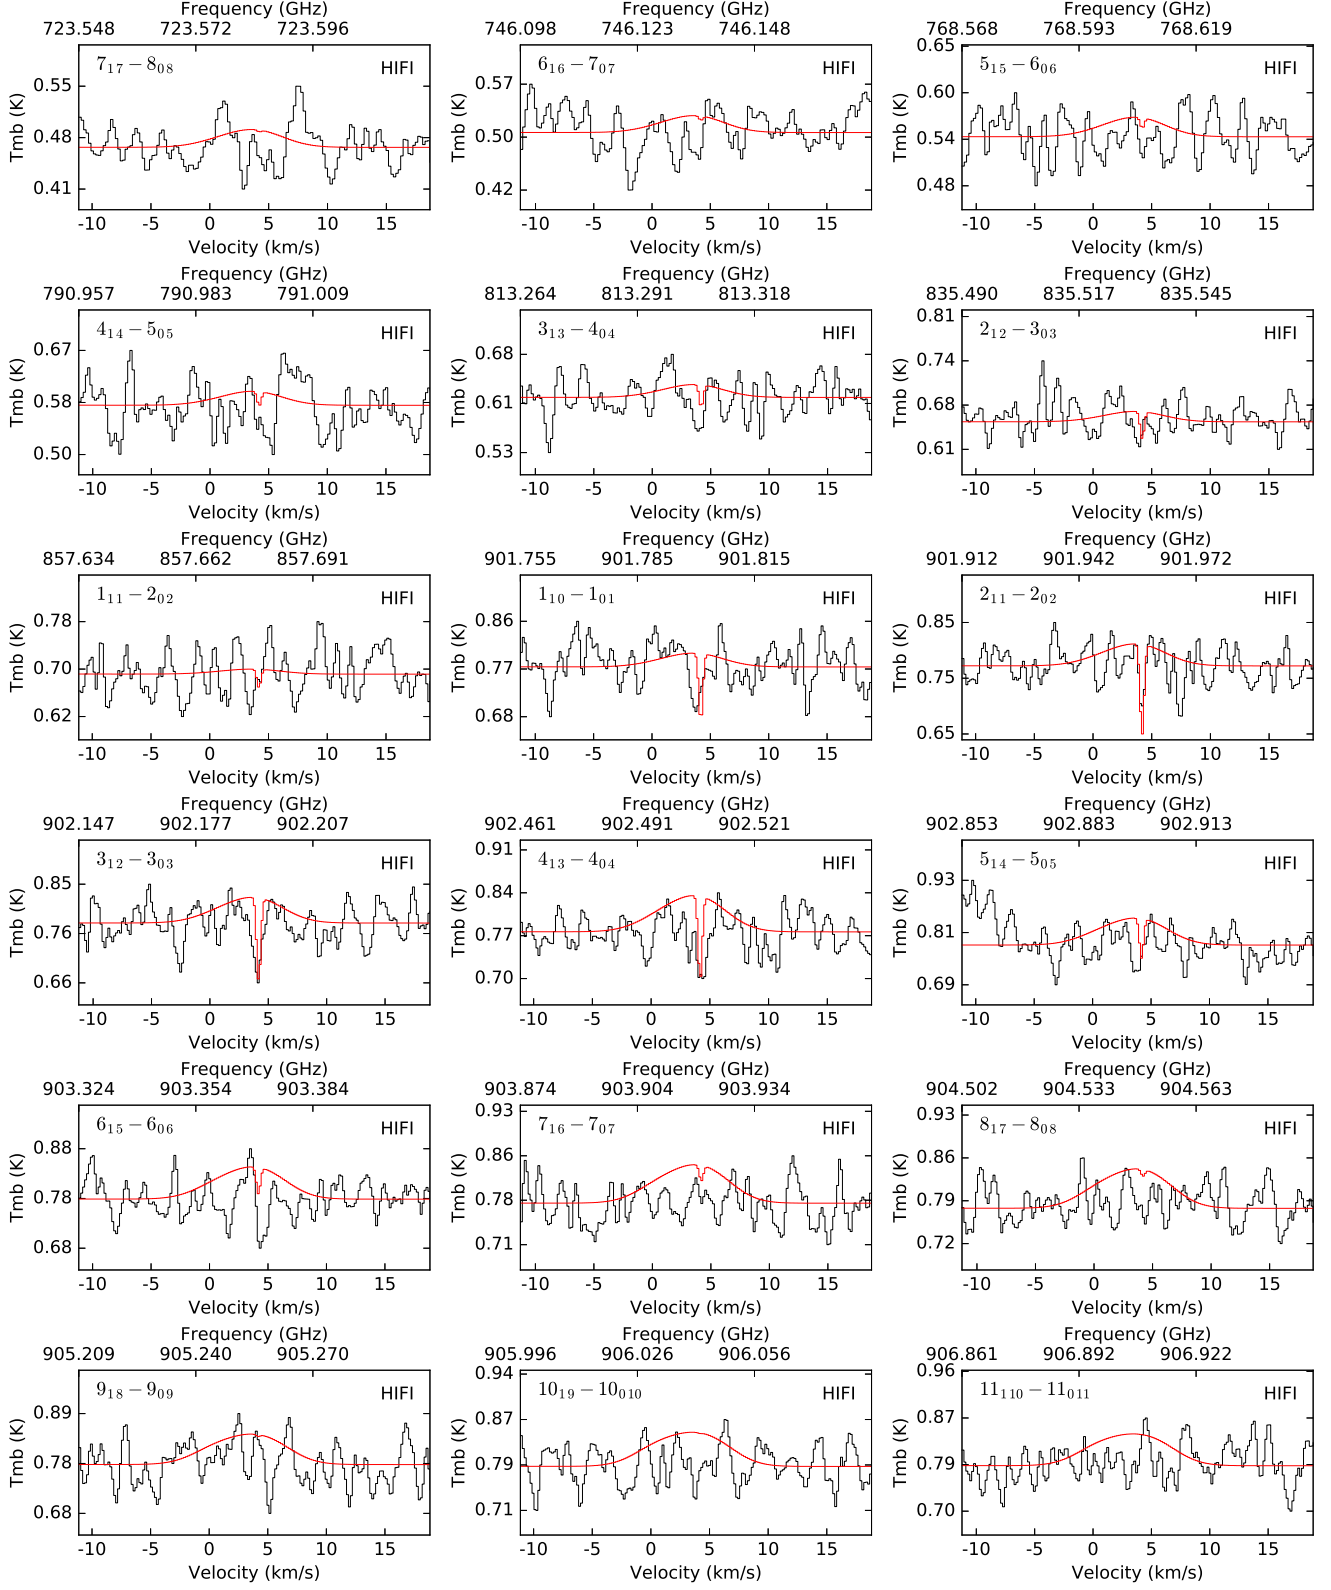 Frequency (GHz) Frequency (GHz) Frequency (GHz)
723.548 723.572 723.596 746.098 746.123 746.148 768.568 768.593 768.619
7₁₇ − 8₀₈ HIFI 6₁₆ − 7₀₇ HIFI 5₁₅ − 6₀₆ HIFI
Tmb (K) 0.55 0.48 0.41 Tmb (K) 0.57 0.50 0.42 Tmb (K) 0.65 0.60 0.54 0.48
-10 -5 0 5 10 15 -10 -5 0 5 10 15 -10 -5 0 5 10 15
Velocity (km/s) Velocity (km/s) Velocity (km/s)
Frequency (GHz) Frequency (GHz) Frequency (GHz)
790.957 790.983 791.009 813.264 813.291 813.318 835.490 835.517 835.545
4₁₄ − 5₀₅ HIFI 3₁₃ − 4₀₄ HIFI 2₁₂ − 3₀₃ HIFI
Tmb (K) 0.67 0.58 0.50 Tmb (K) 0.68 0.61 0.53 Tmb (K) 0.81 0.74 0.68 0.61
-10 -5 0 5 10 15 -10 -5 0 5 10 15 -10 -5 0 5 10 15
Velocity (km/s) Velocity (km/s) Velocity (km/s)
Frequency (GHz) Frequency (GHz) Frequency (GHz)
857.634 857.662 857.691 901.755 901.785 901.815 901.912 901.942 901.972
1₁₁ − 2₀₂ HIFI 1₁₀ − 1₀₁ HIFI 2₁₁ − 2₀₂ HIFI
Tmb (K) 0.78 0.70 0.62 Tmb (K) 0.86 0.77 0.68 Tmb (K) 0.85 0.75 0.65
-10 -5 0 5 10 15 -10 -5 0 5 10 15 -10 -5 0 5 10 15
Velocity (km/s) Velocity (km/s) Velocity (km/s)
Frequency (GHz) Frequency (GHz) Frequency (GHz)
902.147 902.177 902.207 902.461 902.491 902.521 902.853 902.883 902.913
3₁₂ − 3₀₃ HIFI 4₁₃ − 4₀₄ HIFI 5₁₄ − 5₀₅ HIFI
Tmb (K) 0.85 0.76 0.66 Tmb (K) 0.91 0.84 0.77 0.70 Tmb (K) 0.93 0.81 0.69
-10 -5 0 5 10 15 -10 -5 0 5 10 15 -10 -5 0 5 10 15
Velocity (km/s) Velocity (km/s) Velocity (km/s)
Frequency (GHz) Frequency (GHz) Frequency (GHz)
903.324 903.354 903.384 903.874 903.904 903.934 904.502 904.533 904.563
6₁₅ − 6₀₆ HIFI 7₁₆ − 7₀₇ HIFI 8₁₇ − 8₀₈ HIFI
Tmb (K) 0.88 0.78 0.68 Tmb (K) 0.93 0.86 0.78 0.71 Tmb (K) 0.93 0.86 0.79 0.72
-10 -5 0 5 10 15 -10 -5 0 5 10 15 -10 -5 0 5 10 15
Velocity (km/s) Velocity (km/s) Velocity (km/s)
Frequency (GHz) Frequency (GHz) Frequency (GHz)
905.209 905.240 905.270 905.996 906.026 906.056 906.861 906.892 906.922
9₁₈ − 9₀₉ HIFI 10₁₉ − 10₀₁₀ HIFI 11₁₁₀ − 11₀₁₁ HIFI
Tmb (K) 0.89 0.78 0.68 Tmb (K) 0.94 0.87 0.79 0.71 Tmb (K) 0.96 0.87 0.79 0.70
-10 -5 0 5 10 15 -10 -5 0 5 10 15 -10 -5 0 5 10 15
Velocity (km/s) Velocity (km/s) Velocity (km/s)